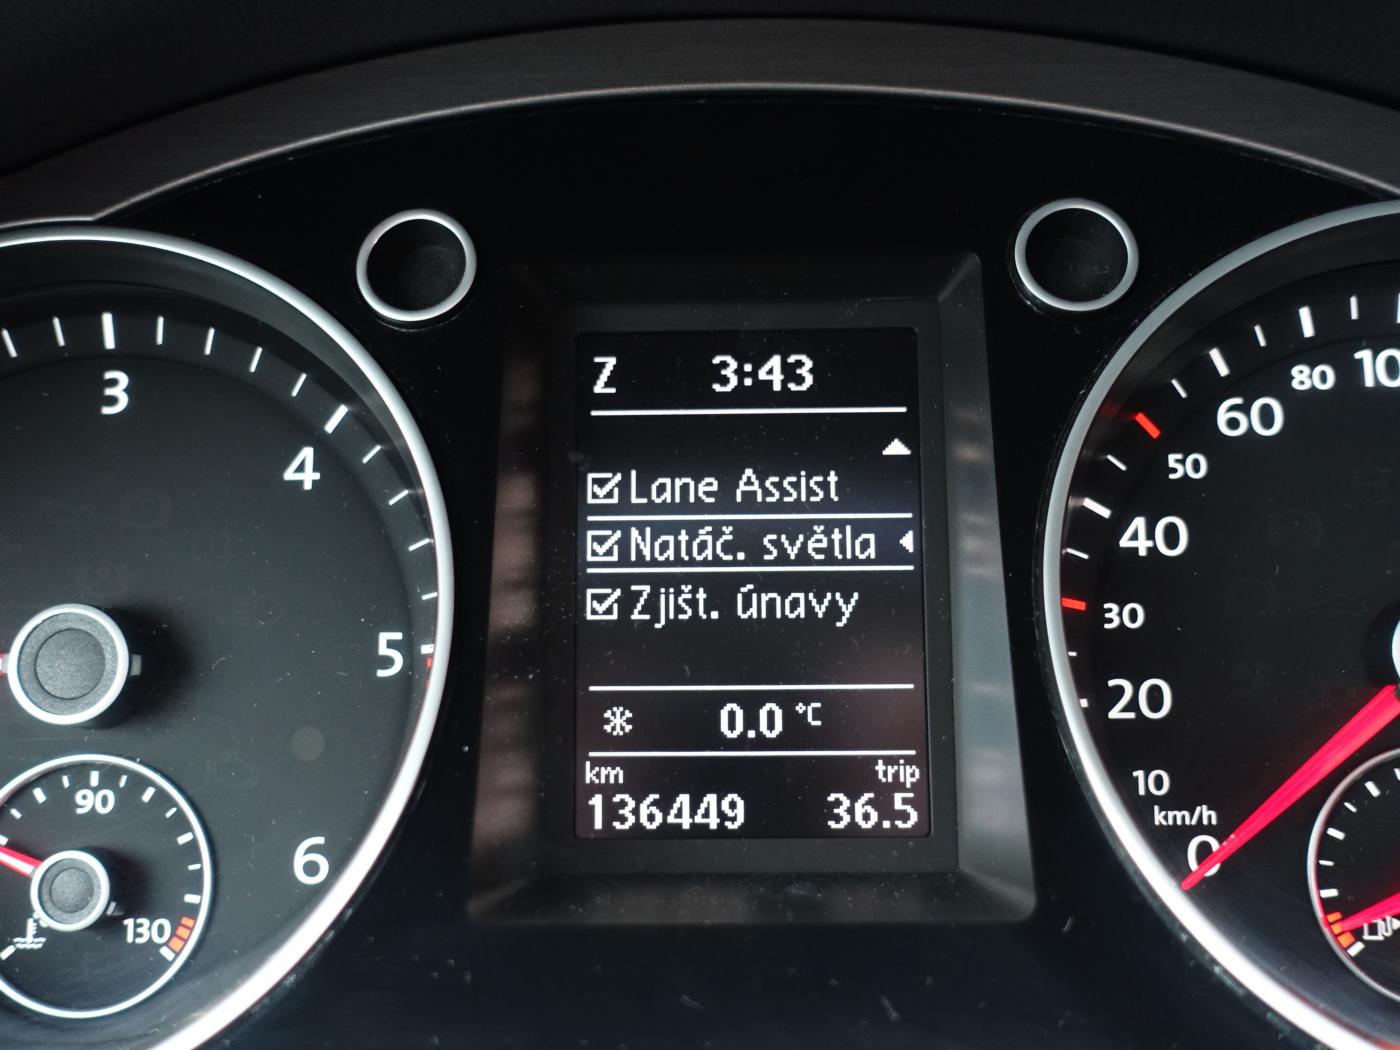 Z 3:43
Lane Assist
Natáč. světla
Zjišt. únavy
0.0 °C
km trip
136449 36.5
3
4
5
6
90
130
10
80
60
50
40
30
20
10
km/h
0